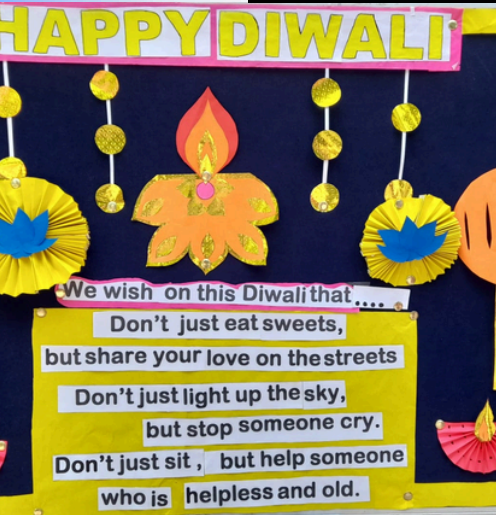 HAPPY DIWALI
We wish on this Diwali that ....
Don't just eat sweets,
but share your love on the streets
Don't just light up the sky,
but stop someone cry.
Don't just sit, but help someone
who is helpless and old.